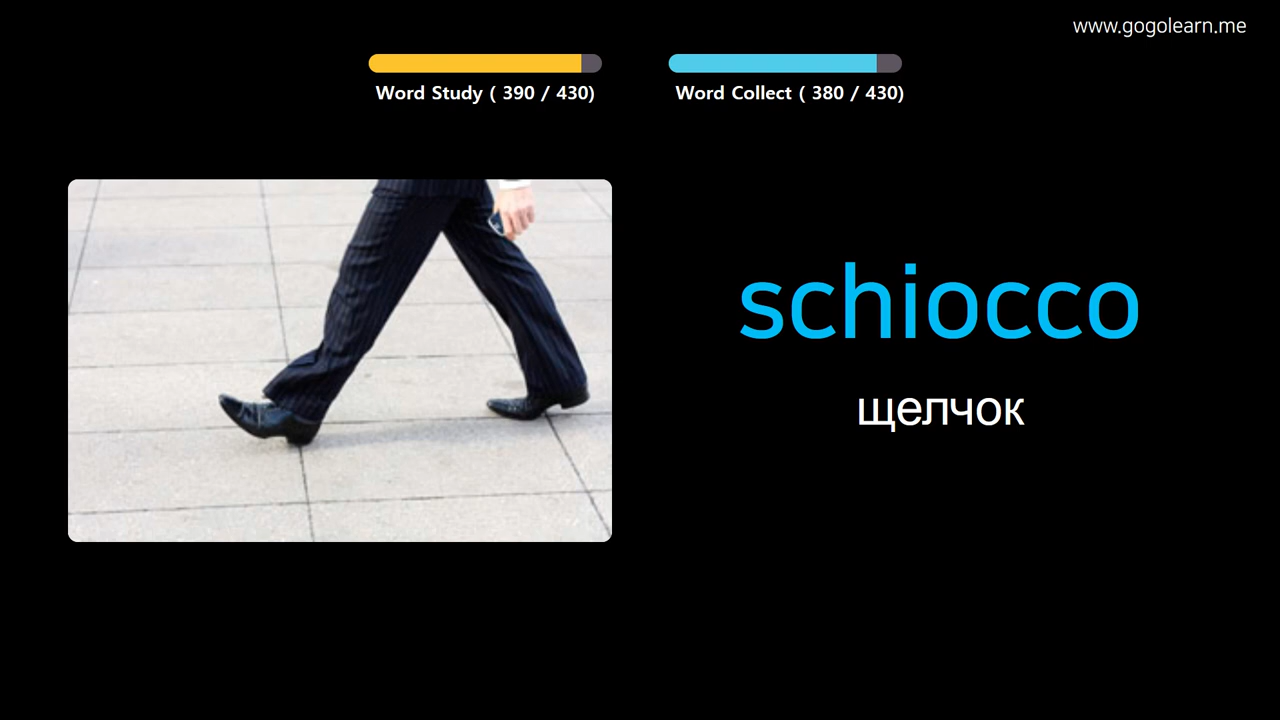 www.gogolearn.me
Word Study ( 390 / 430)
Word Collect ( 380 / 430)
schiocco
щелчок